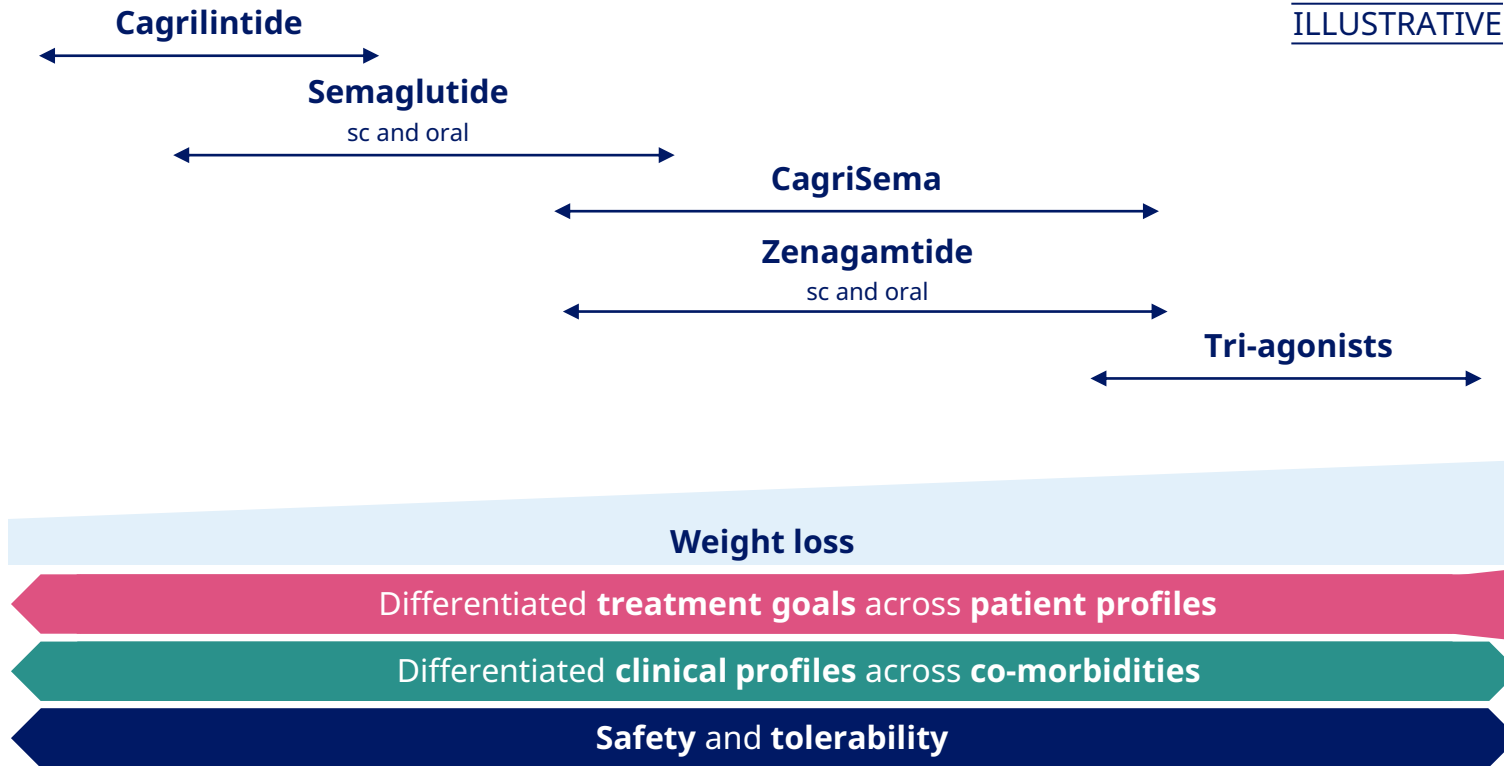 Cagrilintide
ILLUSTRATIVE
Semaglutide
sc and oral
CagriSema
Zenagamtide
sc and oral
Tri-agonists
Weight loss
Differentiated treatment goals across patient profiles
Differentiated clinical profiles across co-morbidities
Safety and tolerability